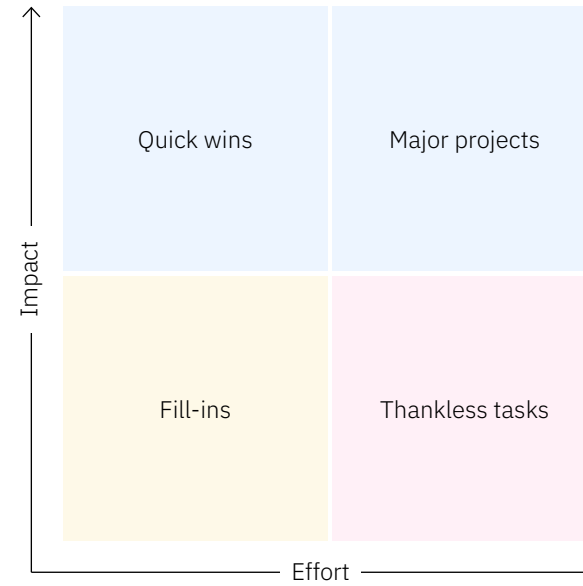 Quick wins
Major projects
Impact
Fill-ins
Thankless tasks
Effort